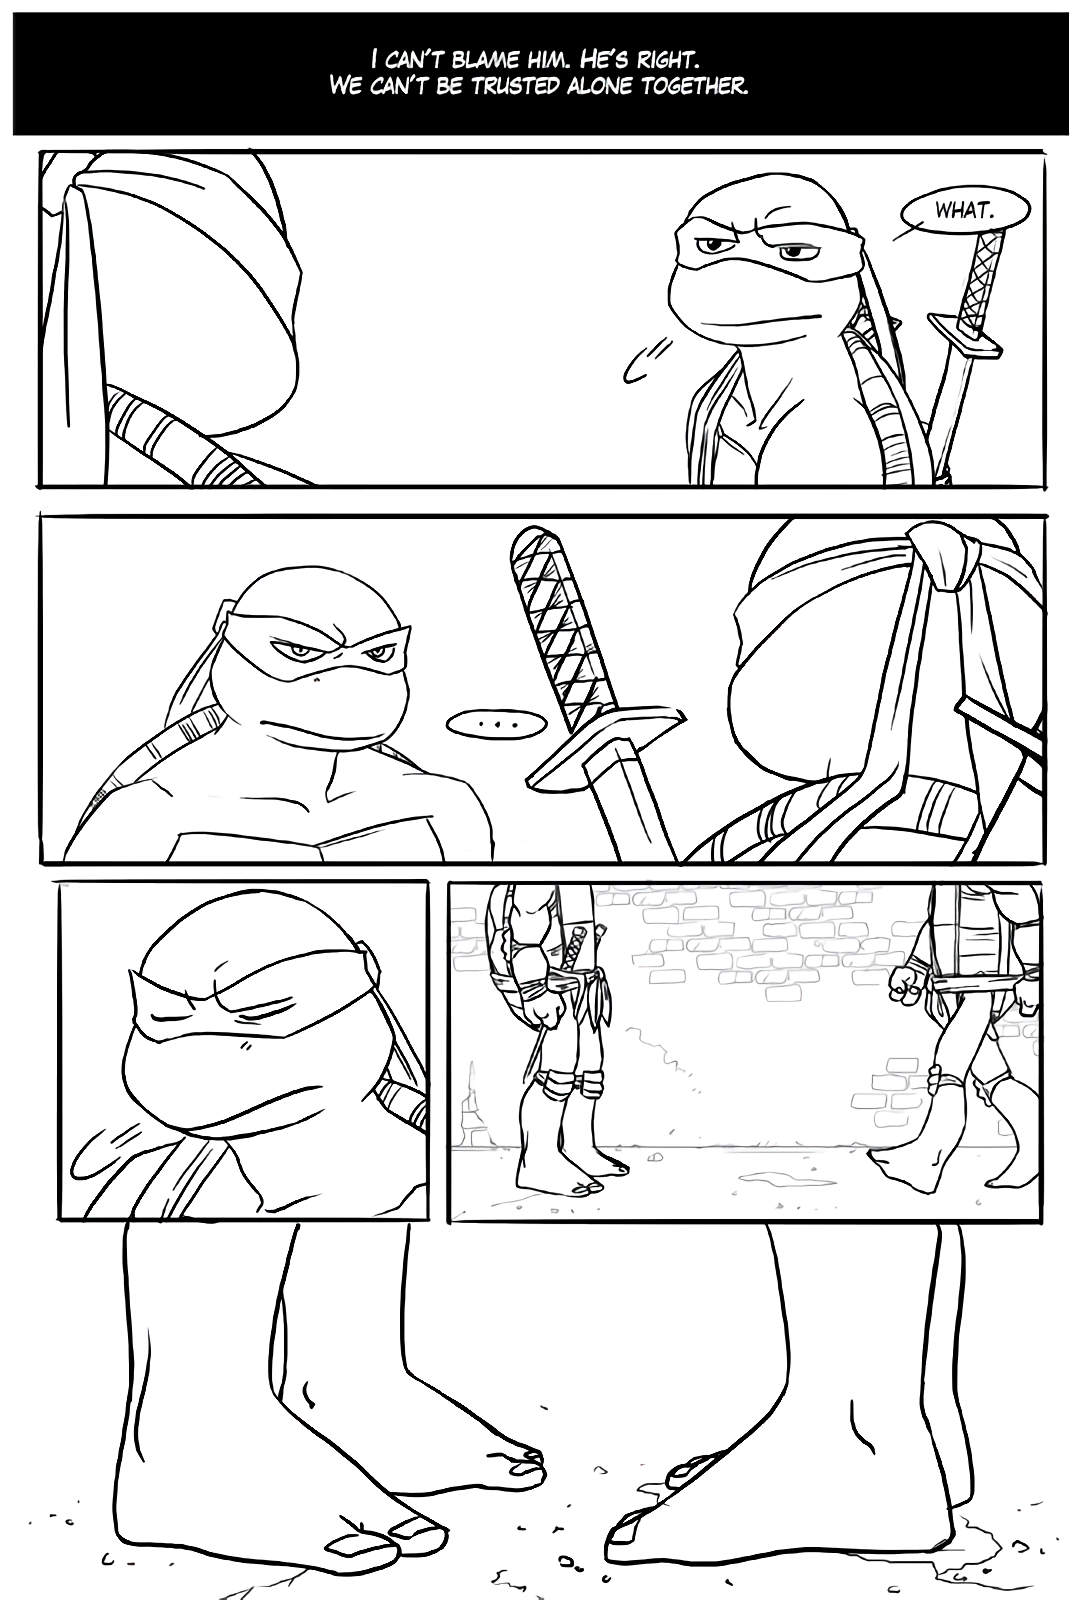 I CAN'T BLAME HIM. HE'S RIGHT.
WE CAN'T BE TRUSTED ALONE TOGETHER.
WHAT.
...